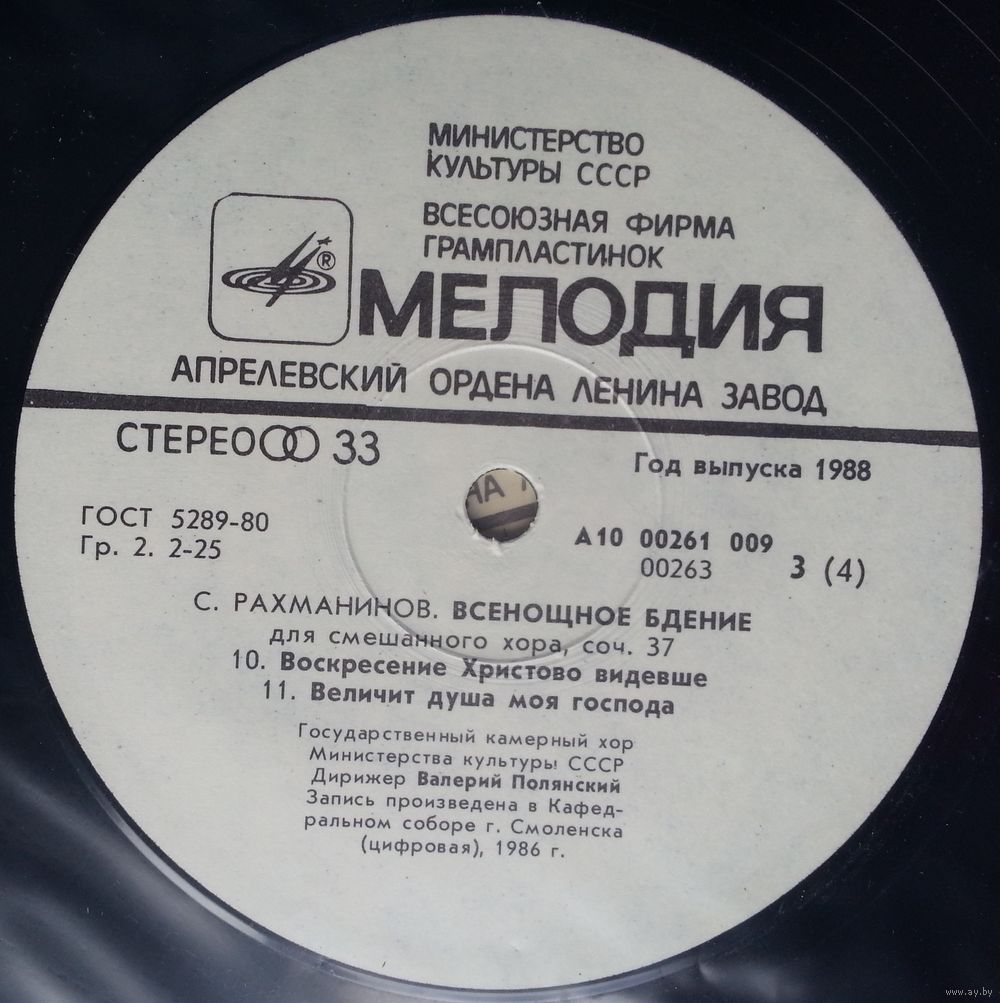 МИНИСТЕРСТВО
КУЛЬТУРЫ СССР
ВСЕСОЮЗНАЯ ФИРМА
ГРАМПЛАСТИНОК
®
МЕЛОДИЯ
АПРЕЛЕВСКИЙ ОРДЕНА ЛЕНИНА ЗАВОД
СТЕРЕО 33
Год выпуска 1988
ГОСТ 5289-80
Гр. 2. 2-25
А10 00261 009
00263
3 (4)
С. РАХМАНИНОВ. ВСЕНОЩНОЕ БДЕНИЕ
для смешанного хора, соч. 37
10. Воскресение Христово видевше
11. Величит душа моя господа
Государственный камерный хор
Министерства культуры СССР
Дирижер Валерий Полянский
Запись произведена в Кафед-
ральном соборе г. Смоленска
(цифровая), 1986 г.
www.ay.by